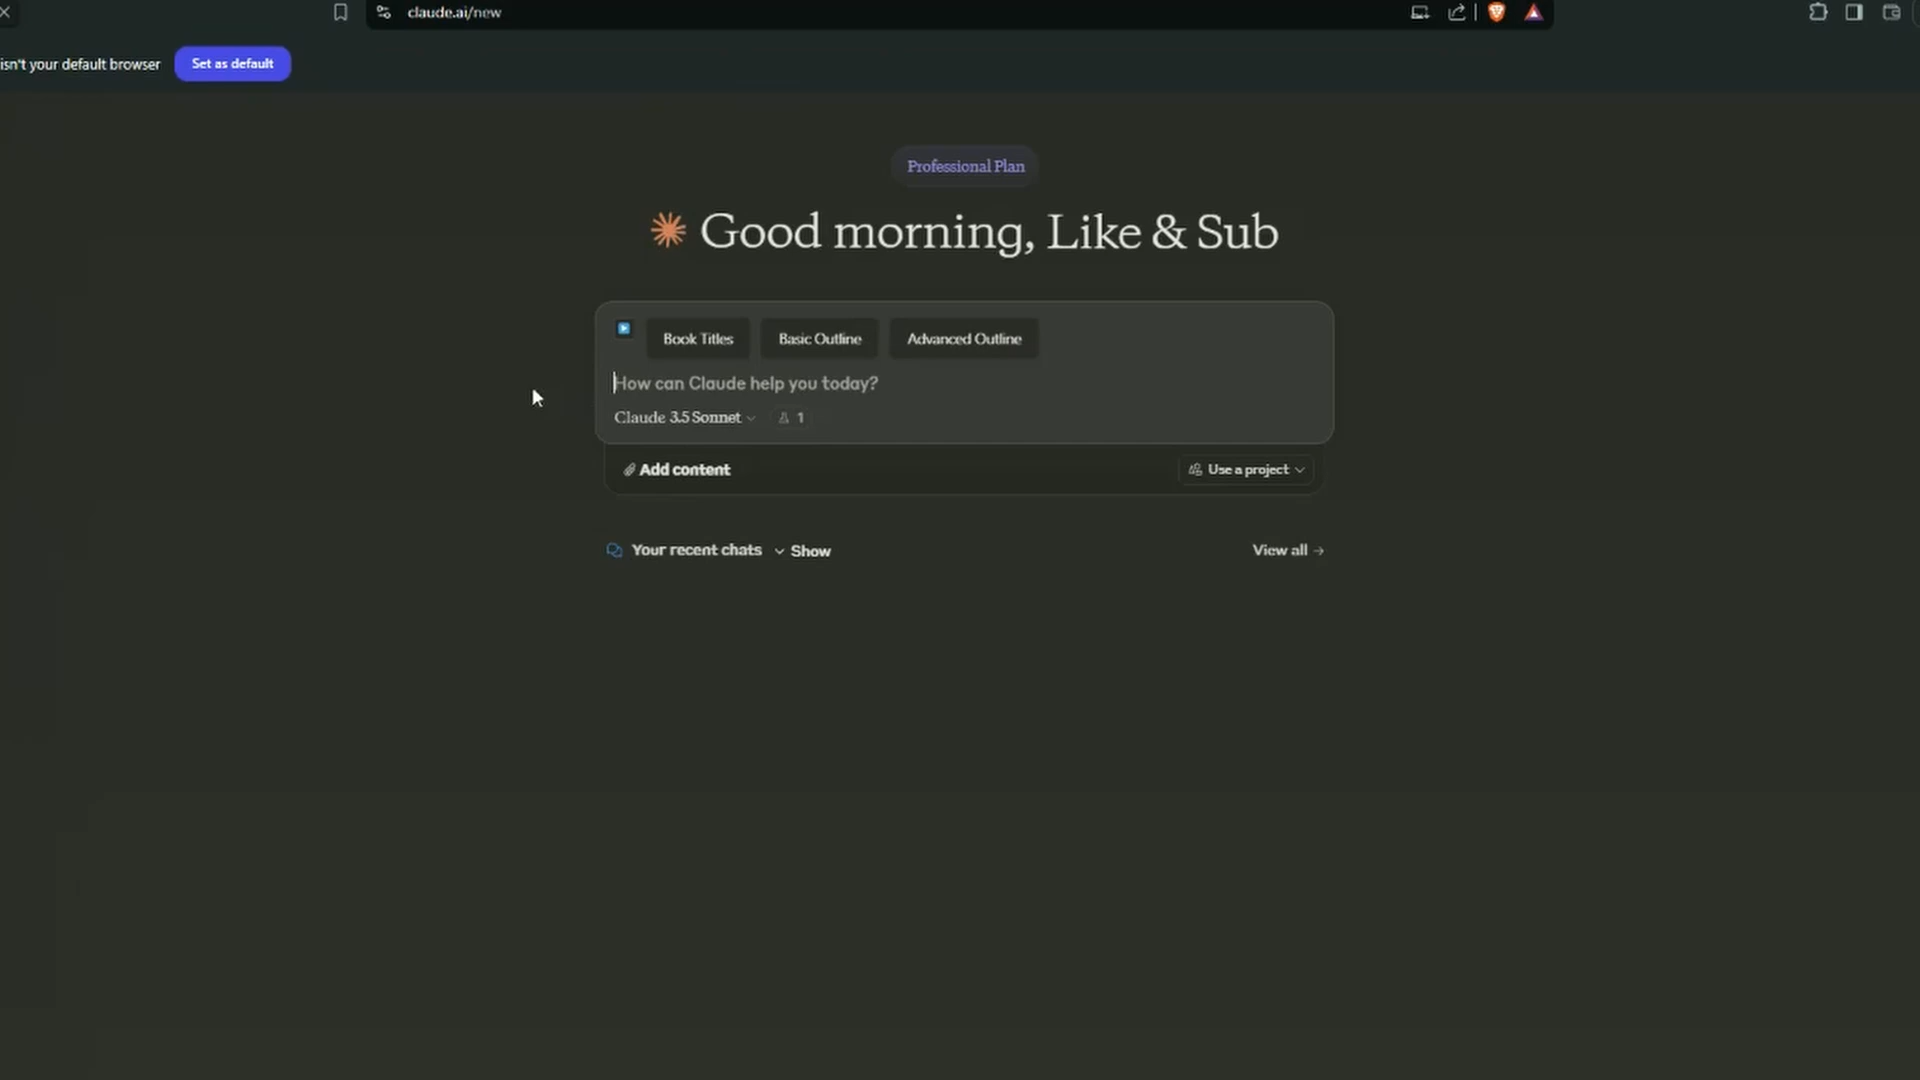 claude.ai/new
isn't your default browser
Set as default
Professional Plan
Good morning, Like & Sub
Book Titles
Basic Outline
Advanced Outline
How can Claude help you today?
Claude 3.5 Sonnet
1
Add content
Use a project
Your recent chats
Show
View all →